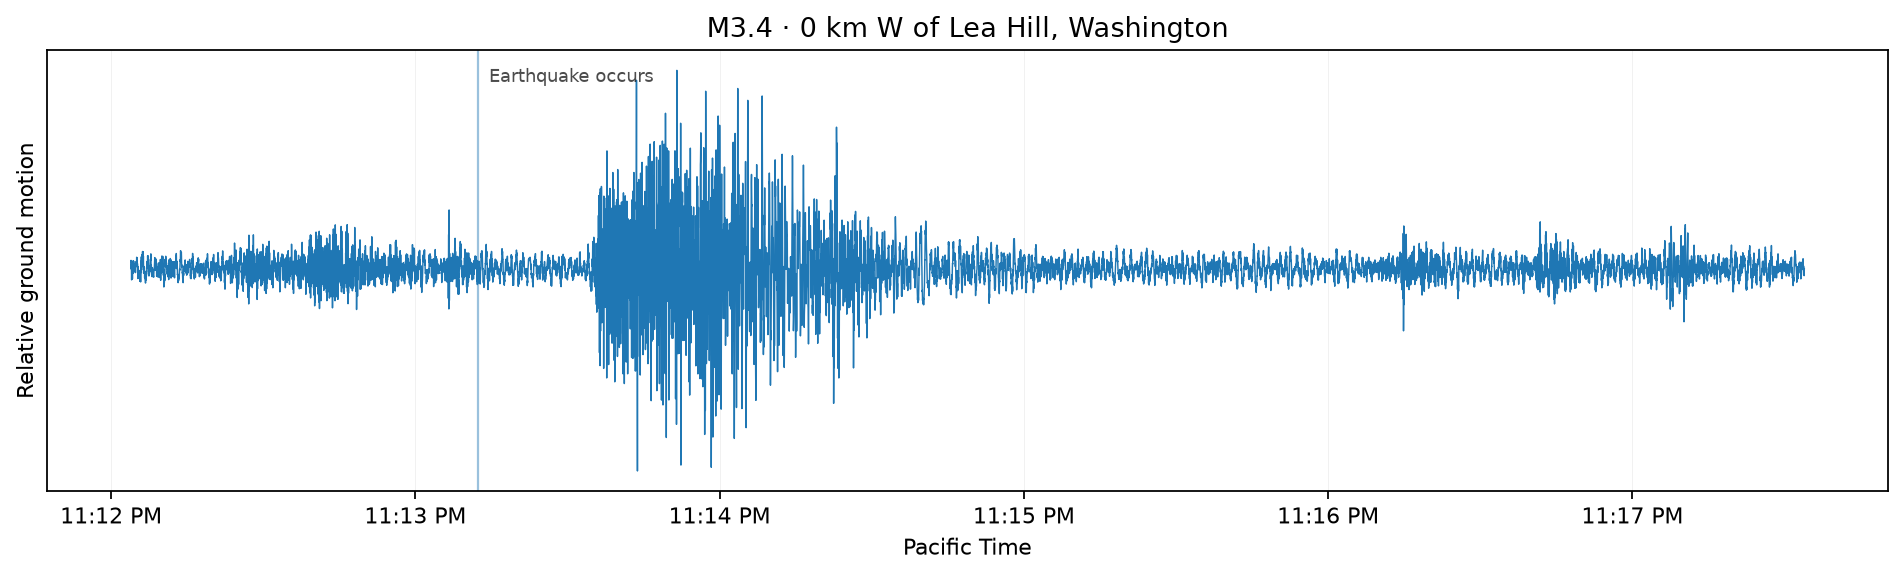 M3.4 · 0 km W of Lea Hill, Washington
Earthquake occurs
Relative ground motion
11:12 PM
11:13 PM
11:14 PM
11:15 PM
11:16 PM
11:17 PM
Pacific Time